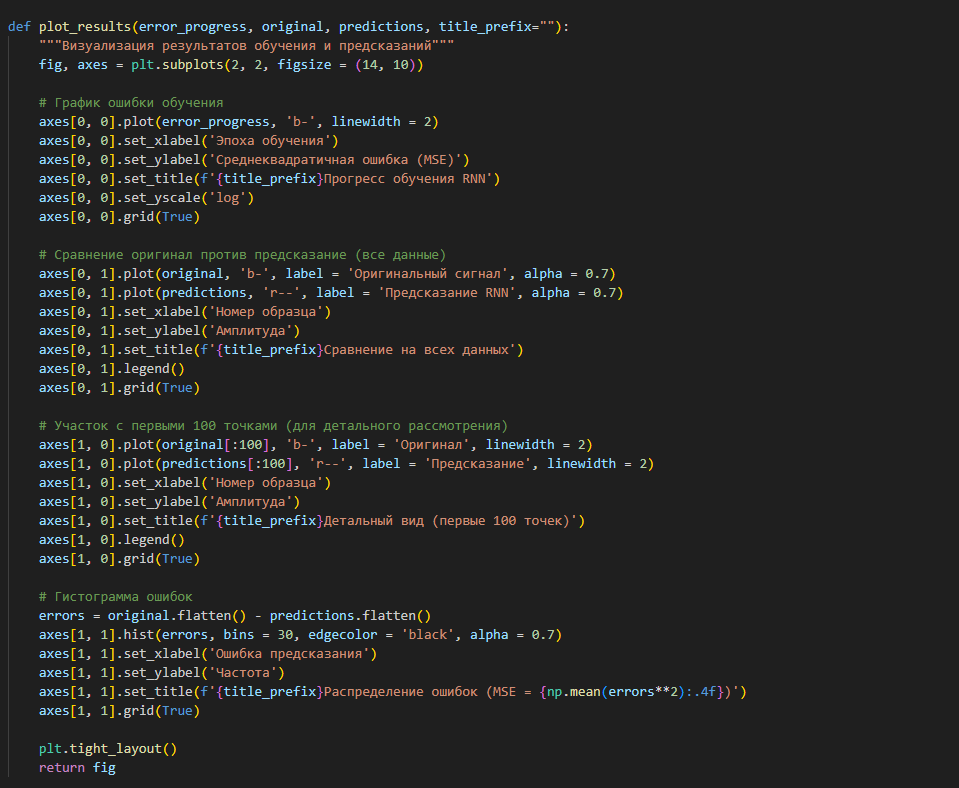 def plot_results(error_progress, original, predictions, title_prefix=""):
    """Визуализация результатов обучения и предсказаний"""
    fig, axes = plt.subplots(2, 2, figsize = (14, 10))

    # График ошибки обучения
    axes[0, 0].plot(error_progress, 'b-', linewidth = 2)
    axes[0, 0].set_xlabel('Эпоха обучения')
    axes[0, 0].set_ylabel('Среднеквадратичная ошибка (MSE)')
    axes[0, 0].set_title(f'{title_prefix}Прогресс обучения RNN')
    axes[0, 0].set_yscale('log')
    axes[0, 0].grid(True)

    # Сравнение оригинал против предсказание (все данные)
    axes[0, 1].plot(original, 'b-', label = 'Оригинальный сигнал', alpha = 0.7)
    axes[0, 1].plot(predictions, 'r--', label = 'Предсказание RNN', alpha = 0.7)
    axes[0, 1].set_xlabel('Номер образца')
    axes[0, 1].set_ylabel('Амплитуда')
    axes[0, 1].set_title(f'{title_prefix}Сравнение на всех данных')
    axes[0, 1].legend()
    axes[0, 1].grid(True)

    # Участок с первыми 100 точками (для детального рассмотрения)
    axes[1, 0].plot(original[:100], 'b-', label = 'Оригинал', linewidth = 2)
    axes[1, 0].plot(predictions[:100], 'r--', label = 'Предсказание', linewidth = 2)
    axes[1, 0].set_xlabel('Номер образца')
    axes[1, 0].set_ylabel('Амплитуда')
    axes[1, 0].set_title(f'{title_prefix}Детальный вид (первые 100 точек)')
    axes[1, 0].legend()
    axes[1, 0].grid(True)

    # Гистограмма ошибок
    errors = original.flatten() - predictions.flatten()
    axes[1, 1].hist(errors, bins = 30, edgecolor = 'black', alpha = 0.7)
    axes[1, 1].set_xlabel('Ошибка предсказания')
    axes[1, 1].set_ylabel('Частота')
    axes[1, 1].set_title(f'{title_prefix}Распределение ошибок (MSE = {np.mean(errors**2):.4f})')
    axes[1, 1].grid(True)

    plt.tight_layout()
    return fig